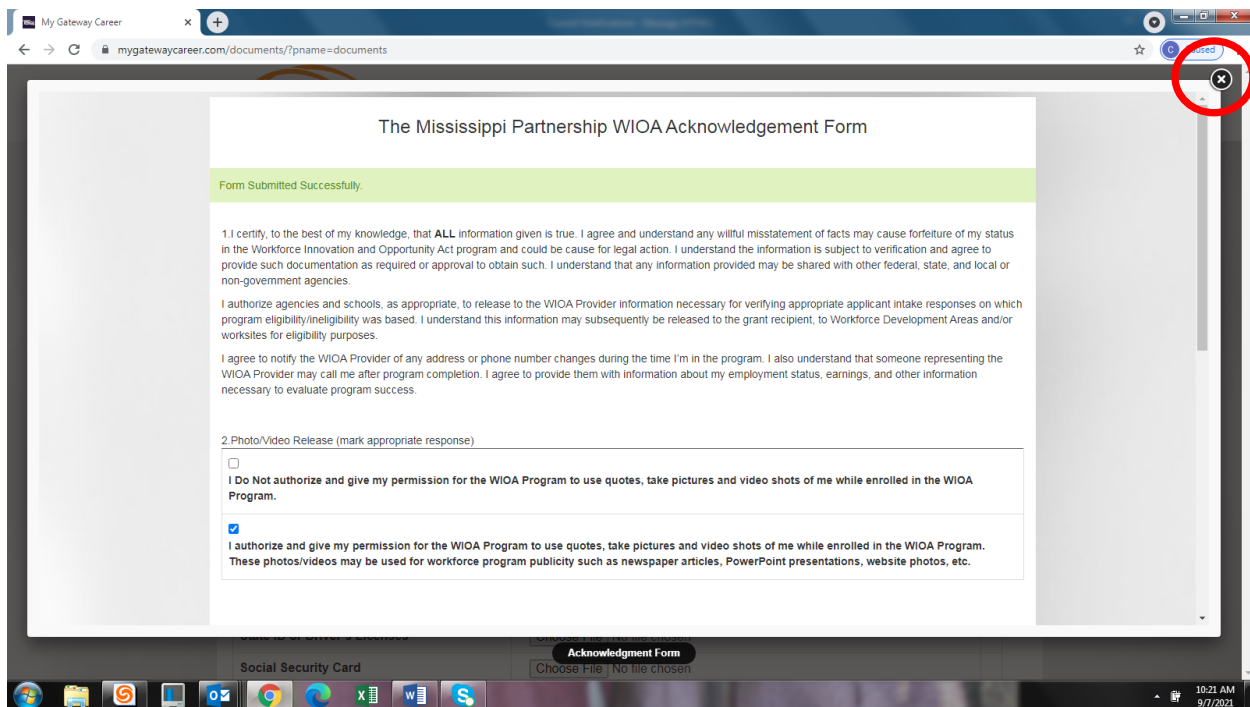 My Gateway Career
mygatewaycareer.com/documents/?pname=documents
C
The Mississippi Partnership WIOA Acknowledgement Form
Form Submitted Successfully.
1.I certify, to the best of my knowledge, that ALL information given is true. I agree and understand any willful misstatement of facts may cause forfeiture of my status
in the Workforce Innovation and Opportunity Act program and could be cause for legal action. I understand the information is subject to verification and agree to
provide such documentation as required or approval to obtain such. I understand that any information provided may be shared with other federal, state, and local or
non-government agencies.
I authorize agencies and schools, as appropriate, to release to the WIOA Provider information necessary for verifying appropriate applicant intake responses on which
program eligibility/ineligibility was based. I understand this information may subsequently be released to the grant recipient, to Workforce Development Areas and/or
worksites for eligibility purposes.
I agree to notify the WIOA Provider of any address or phone number changes during the time I'm in the program. I also understand that someone representing the
WIOA Provider may call me after program completion. I agree to provide them with information about my employment status, earnings, and other information
necessary to evaluate program success.
2.Photo/Video Release (mark appropriate response)
I Do Not authorize and give my permission for the WIOA Program to use quotes, take pictures and video shots of me while enrolled in the WIOA
Program.
I authorize and give my permission for the WIOA Program to use quotes, take pictures and video shots of me while enrolled in the WIOA Program.
These photos/videos may be used for workforce program publicity such as newspaper articles, PowerPoint presentations, website photos, etc.
State ID or Driver's Licenses Choose File No file chosen
Acknowledgment Form
Social Security Card Choose File No file chosen
10:21 AM
9/7/2021